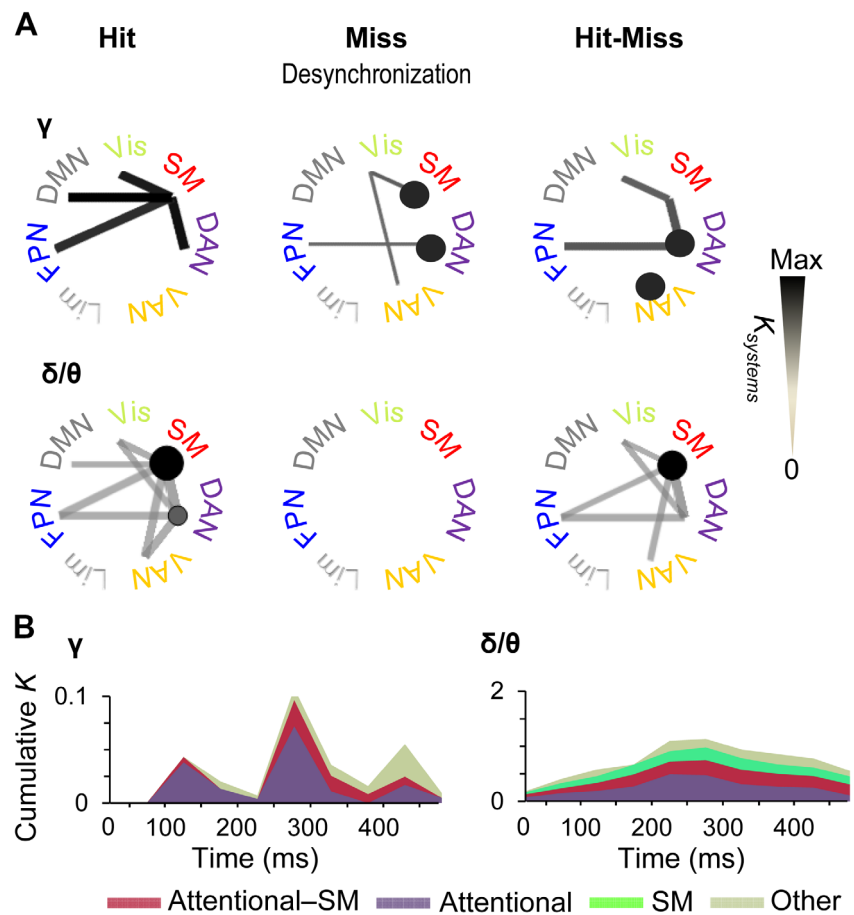 A
Hit Miss Hit-Miss
Desynchronization
γ
DMN Vis SM DAN VAN Lim FPN
Vis SM DAN VAN Lim FPN DMN
Vis SM DAN VAN Lim FPN DMN
Max
Ksystems
0
δ/θ
DMN Vis SM DAN VAN Lim FPN
DMN Vis SM DAN VAN Lim FPN
DMN Vis SM DAN VAN Lim FPN
B
γ δ/θ
Cumulative K
0.1
0
0 100 200 300 400
Time (ms)
2
0
0 100 200 300 400
Time (ms)
Attentional–SM Attentional SM Other